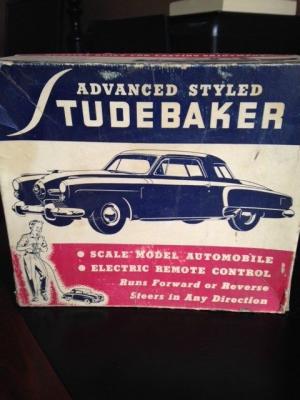 ADVANCED STYLED
STUDEBAKER
• SCALE MODEL AUTOMOBILE
• ELECTRIC REMOTE CONTROL
Runs Forward or Reverse
Steers in Any Direction